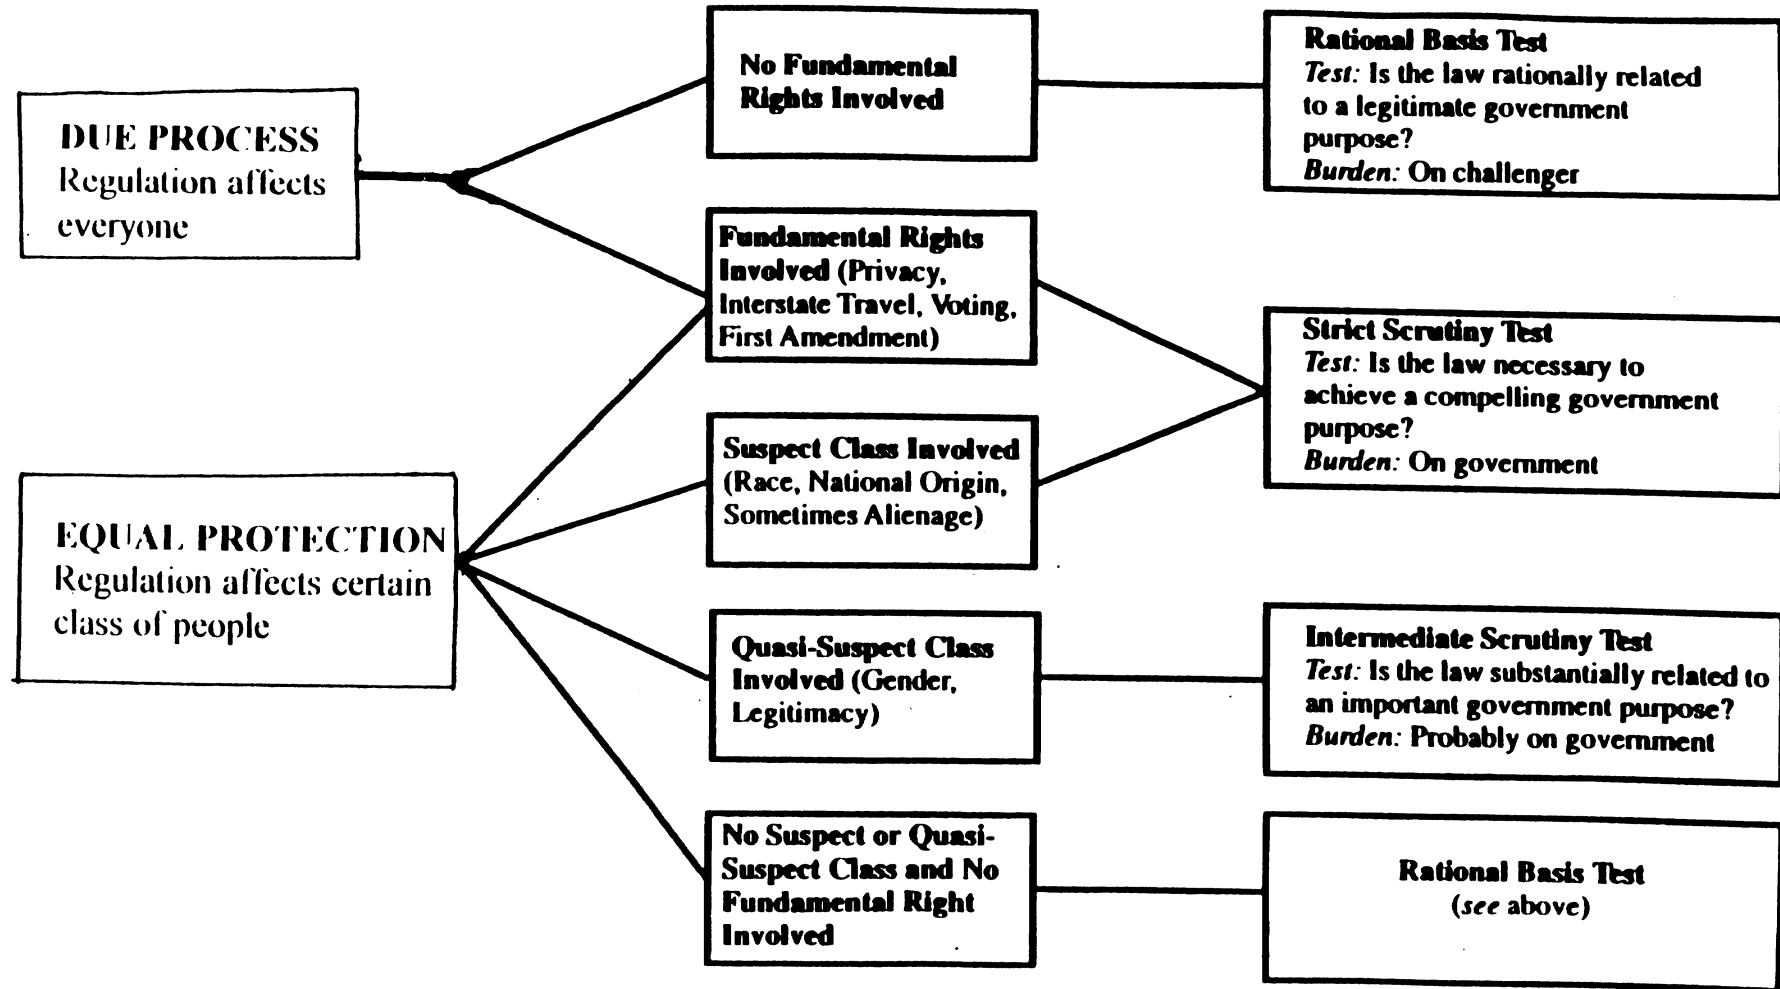 DUE PROCESS
Regulation affects
everyone
EQUAL PROTECTION
Regulation affects certain
class of people
No Fundamental
Rights Involved
Fundamental Rights
Involved (Privacy,
Interstate Travel, Voting,
First Amendment)
Suspect Class Involved
(Race, National Origin,
Sometimes Alienage)
Quasi-Suspect Class
Involved (Gender,
Legitimacy)
No Suspect or Quasi-
Suspect Class and No
Fundamental Right
Involved
Rational Basis Test
Test: Is the law rationally related
to a legitimate government
purpose?
Burden: On challenger
Strict Scrutiny Test
Test: Is the law necessary to
achieve a compelling government
purpose?
Burden: On government
Intermediate Scrutiny Test
Test: Is the law substantially related to
an important government purpose?
Burden: Probably on government
Rational Basis Test
(see above)